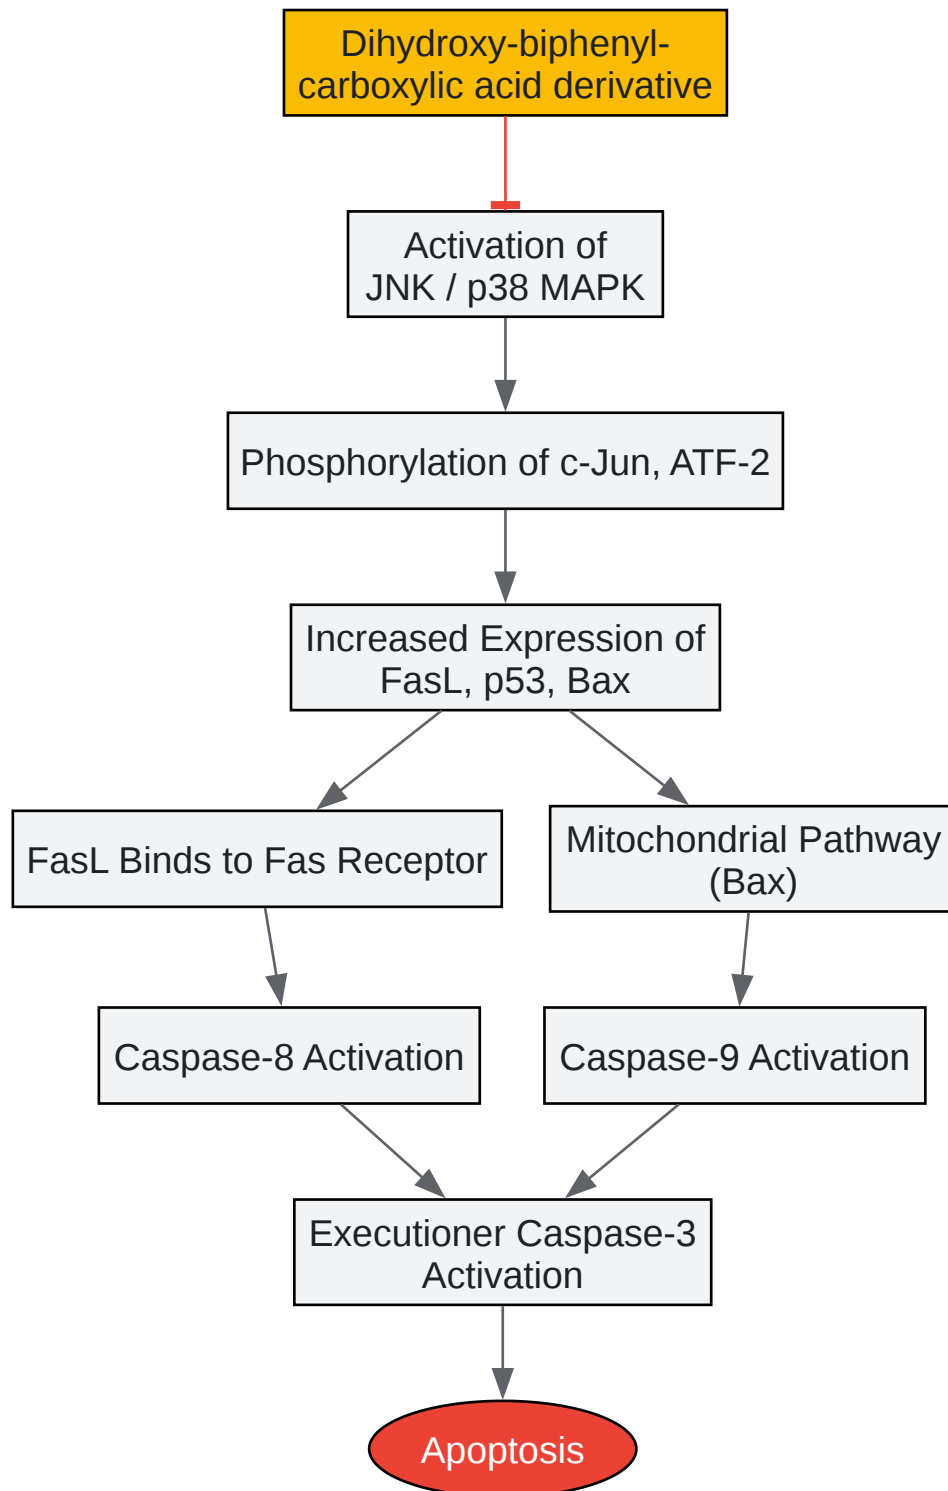 Dihydroxy-biphenyl-
carboxylic acid derivative
Activation of
JNK / p38 MAPK
Phosphorylation of c-Jun, ATF-2
Increased Expression of
FasL, p53, Bax
FasL Binds to Fas Receptor
Mitochondrial Pathway
(Bax)
Caspase-8 Activation
Caspase-9 Activation
Executioner Caspase-3
Activation
Apoptosis